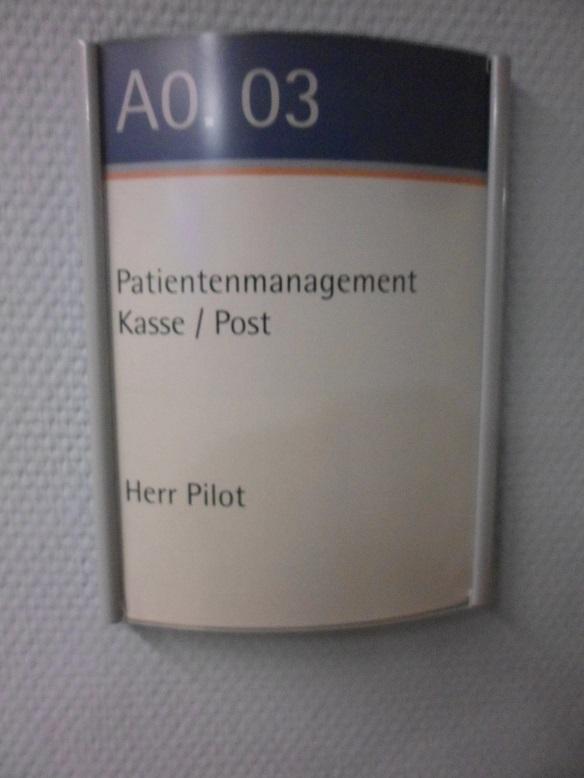 A0. 03
Patientenmanagement
Kasse / Post
Herr Pilot